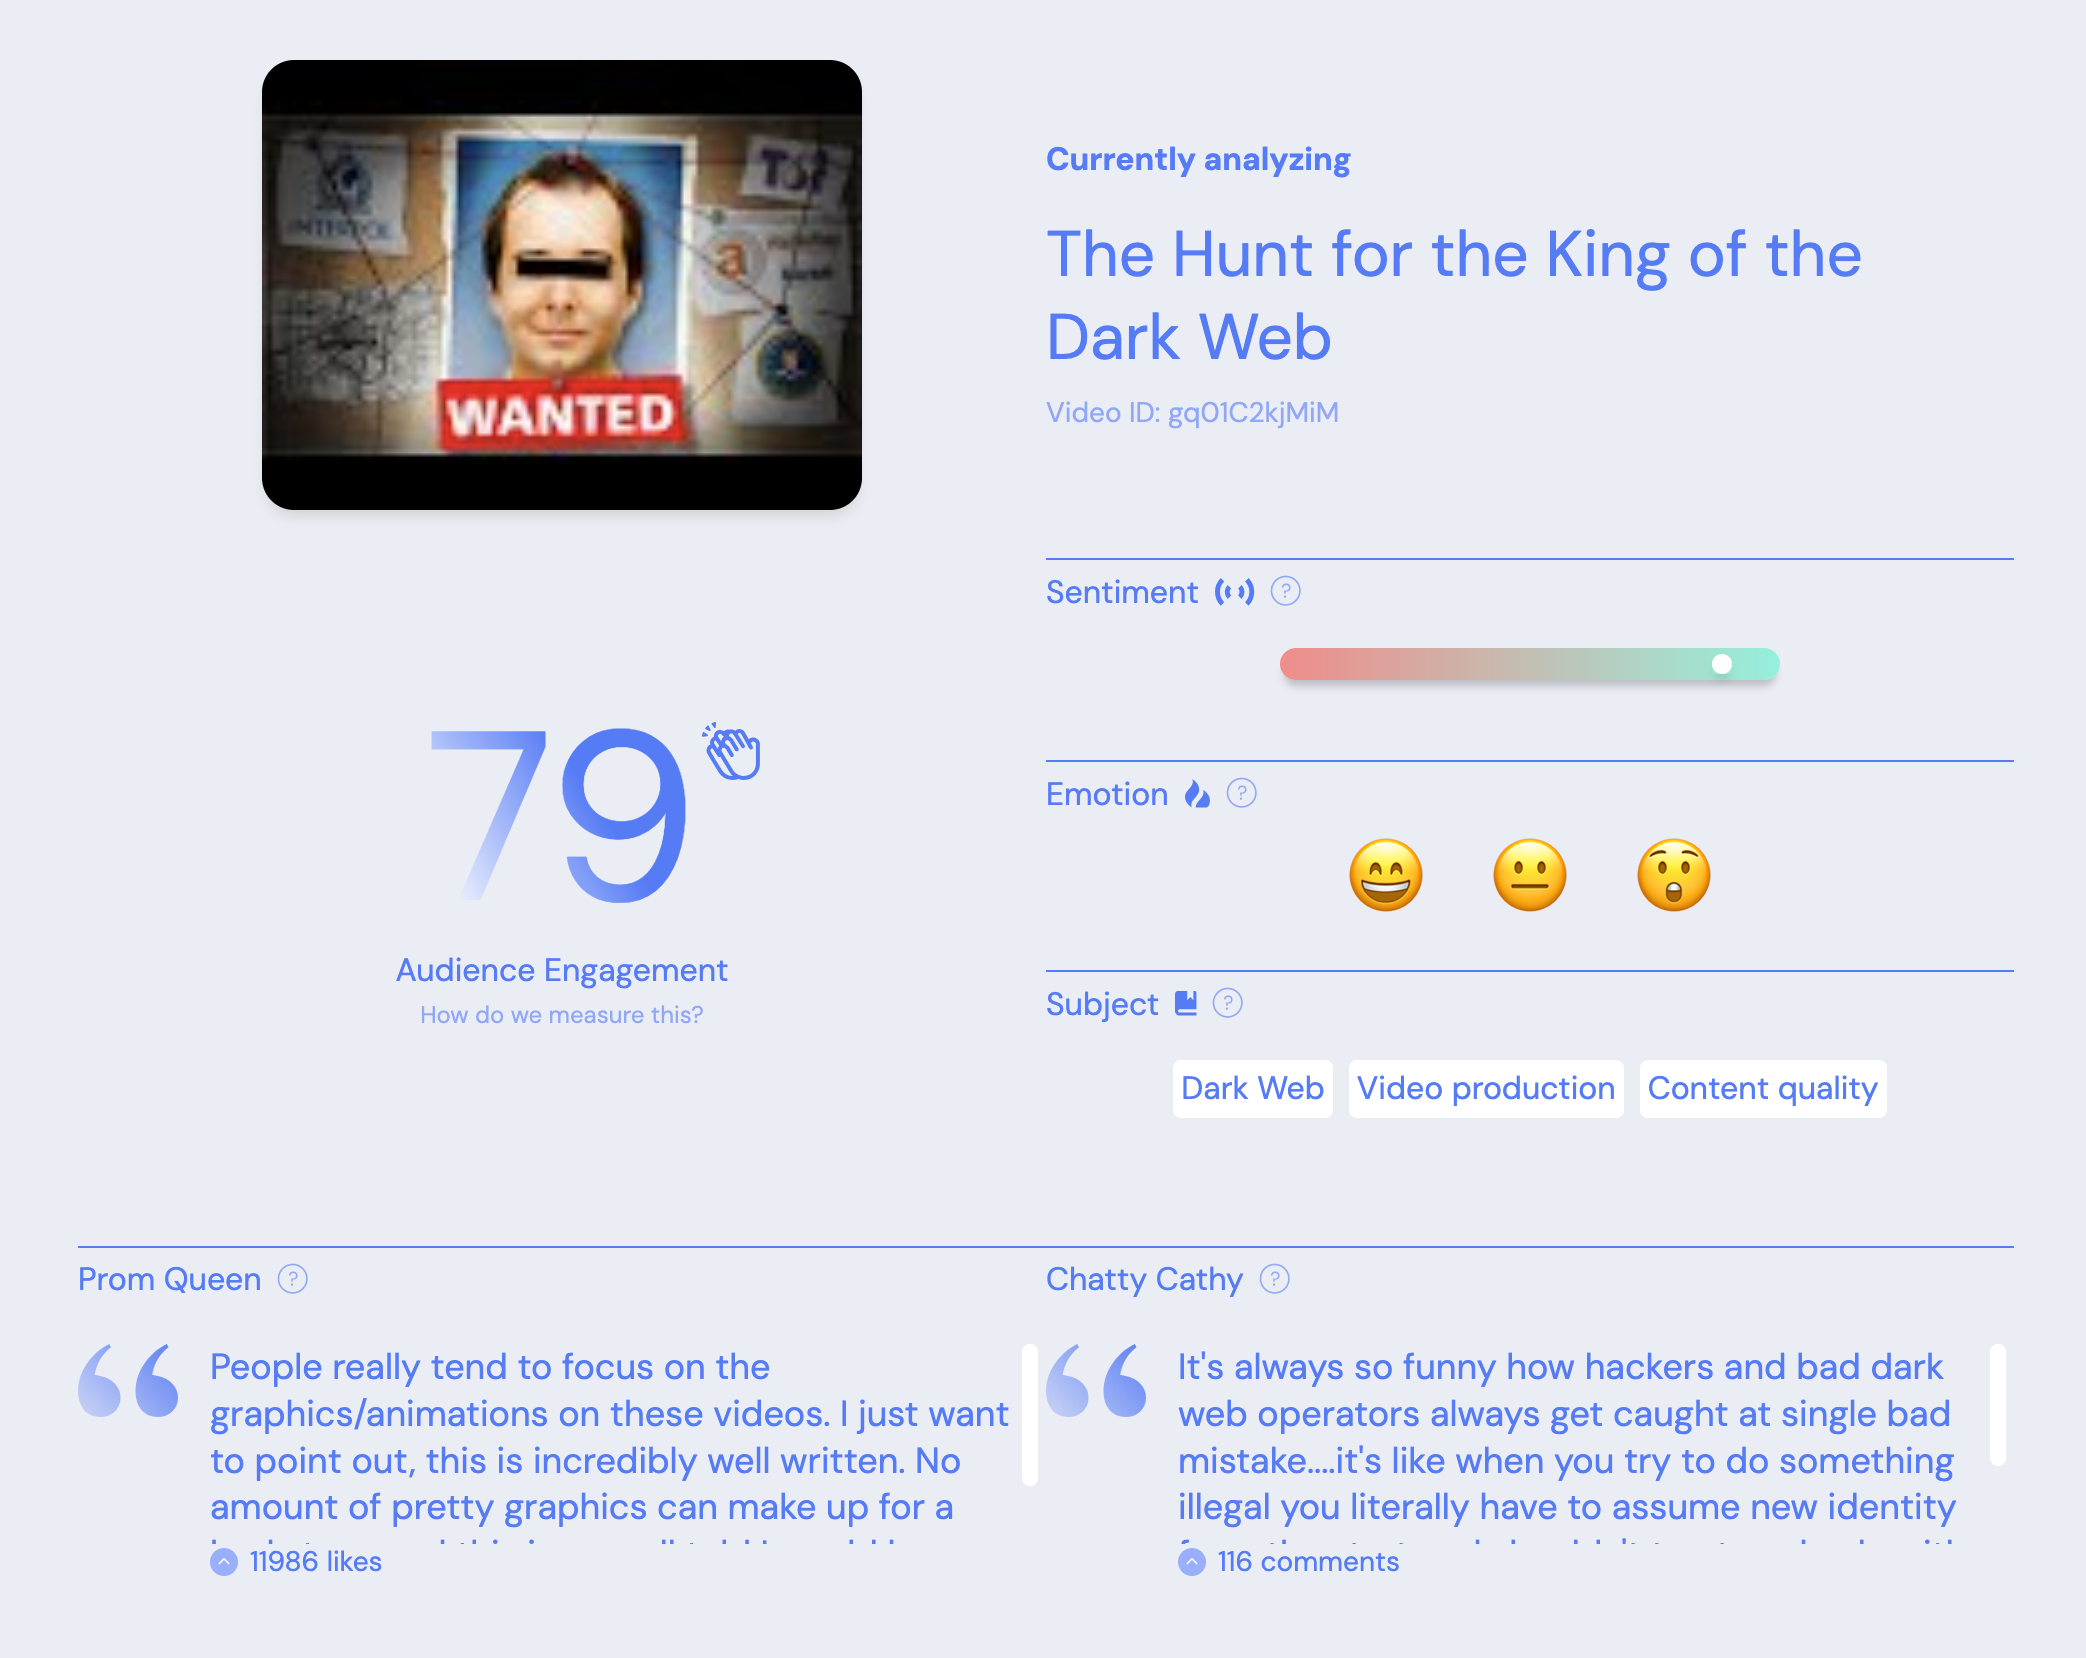 INTERPOL
a
WANTED
Currently analyzing
The Hunt for the King of the
Dark Web
Video ID: gq01C2kjMiM
Sentiment ?
79
Audience Engagement
How do we measure this?
Emotion ?
Subject ?
Dark Web Video production Content quality
Prom Queen ?
People really tend to focus on the
graphics/animations on these videos. I just want
to point out, this is incredibly well written. No
amount of pretty graphics can make up for a
11986 likes
Chatty Cathy ?
It's always so funny how hackers and bad dark
web operators always get caught at single bad
mistake....it's like when you try to do something
illegal you literally have to assume new identity
116 comments